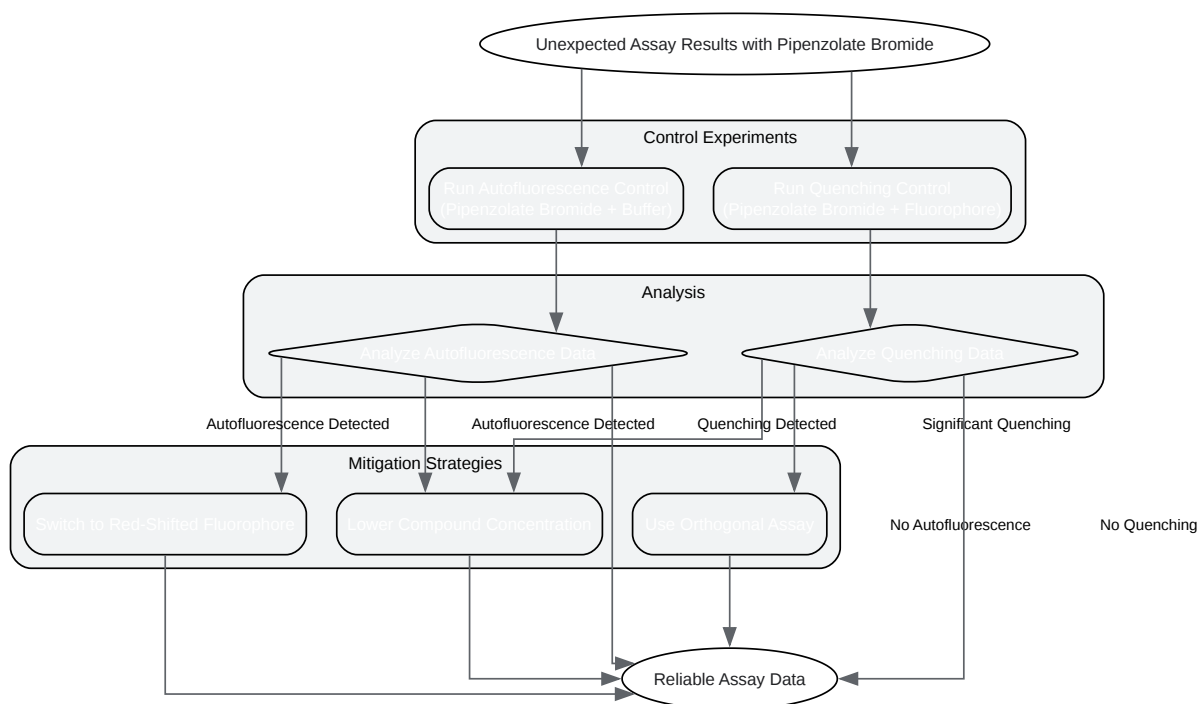 Unexpected Assay Results with Pipenzolate Bromide
Control Experiments
Run Autofluorescence Control
(Pipenzolate Bromide + Buffer)
Run Quenching Control
(Pipenzolate Bromide + Fluorophore)
Analysis
Analyze Autofluorescence Data
Analyze Quenching Data
Autofluorescence Detected
Autofluorescence Detected
Quenching Detected
Significant Quenching
Mitigation Strategies
Switch to Red-Shifted Fluorophore
Lower Compound Concentration
Use Orthogonal Assay
No Autofluorescence
No Quenching
Reliable Assay Data